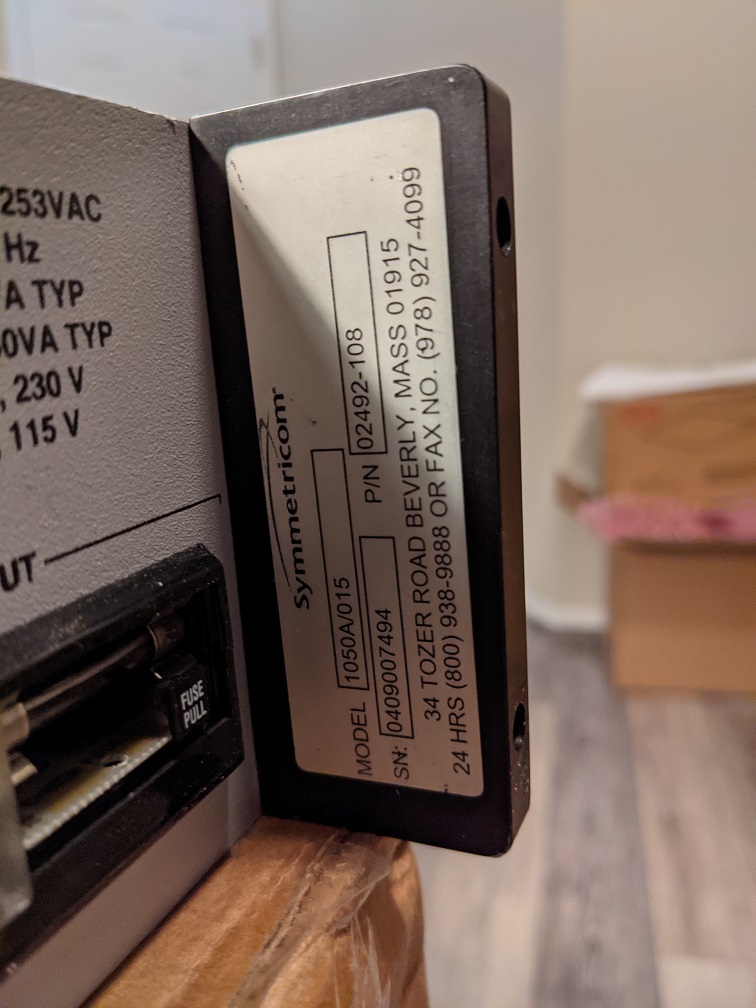 253VAC
Hz
A TYP
0VA TYP
, 230 V
, 115 V
UT
FUSE
PULL
Symmetricom
MODEL 1050A/015
SN: 0409007494 P/N 02492-108
34 TOZER ROAD BEVERLY, MASS 01915
24 HRS (800) 938-9888 OR FAX NO. (978) 927-4099